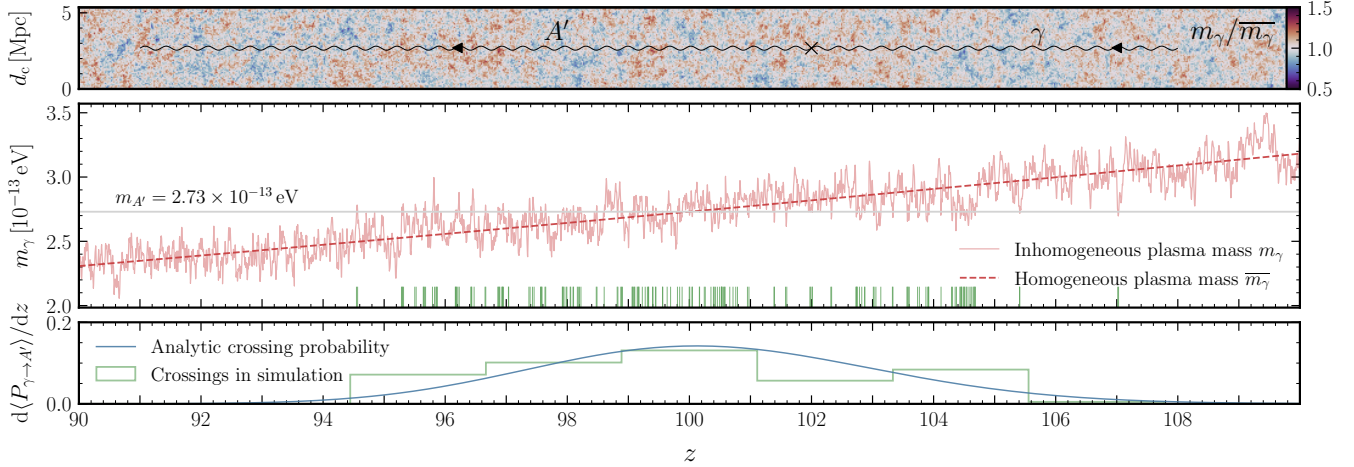 d_c [Mpc]
5
0
A′
γ
m_γ/\overline{m_γ}
1.5
1.0
0.5
m_γ [10⁻¹³ eV]
3.5
3.0
2.5
2.0
m_{A′} = 2.73 × 10⁻¹³ eV
Inhomogeneous plasma mass m_γ
Homogeneous plasma mass \overline{m_γ}
d⟨P_{γ→A′}⟩/dz
0.2
0.0
Analytic crossing probability
Crossings in simulation
90 92 94 96 98 100 102 104 106 108
z